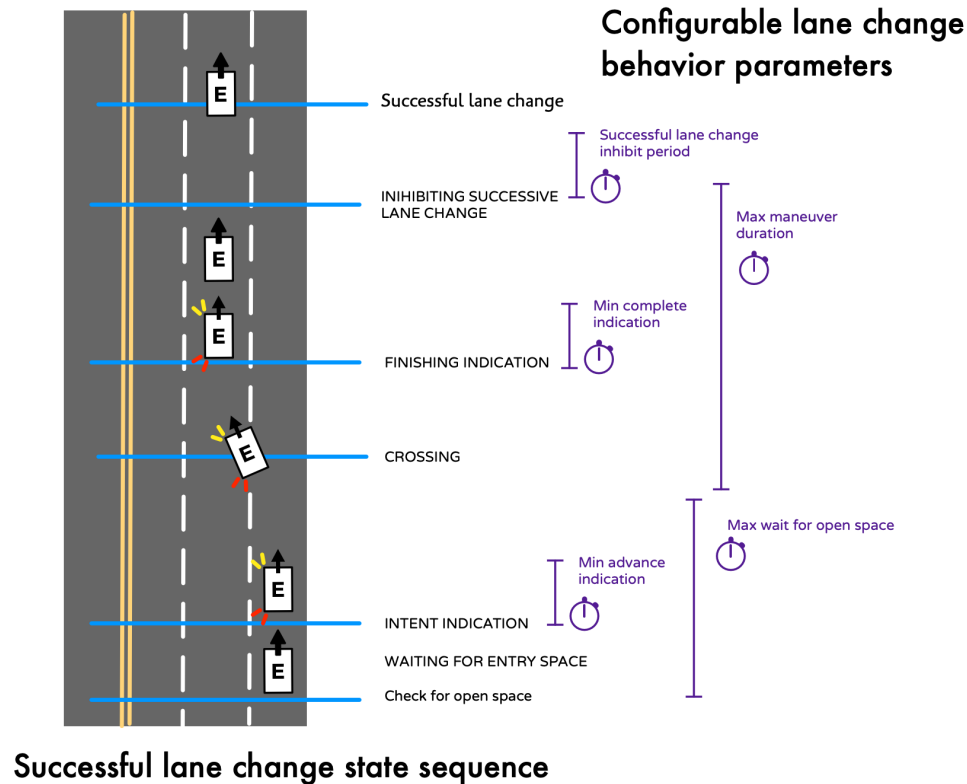 Configurable lane change
behavior parameters
E
Successful lane change
Successful lane change
inhibit period
INIHIBITING SUCCESSIVE
LANE CHANGE
Max maneuver
duration
E
Min complete
indication
E
FINISHING INDICATION
E
CROSSING
Max wait for open space
Min advance
indication
E
INTENT INDICATION
WAITING FOR ENTRY SPACE
E
Check for open space
Successful lane change state sequence